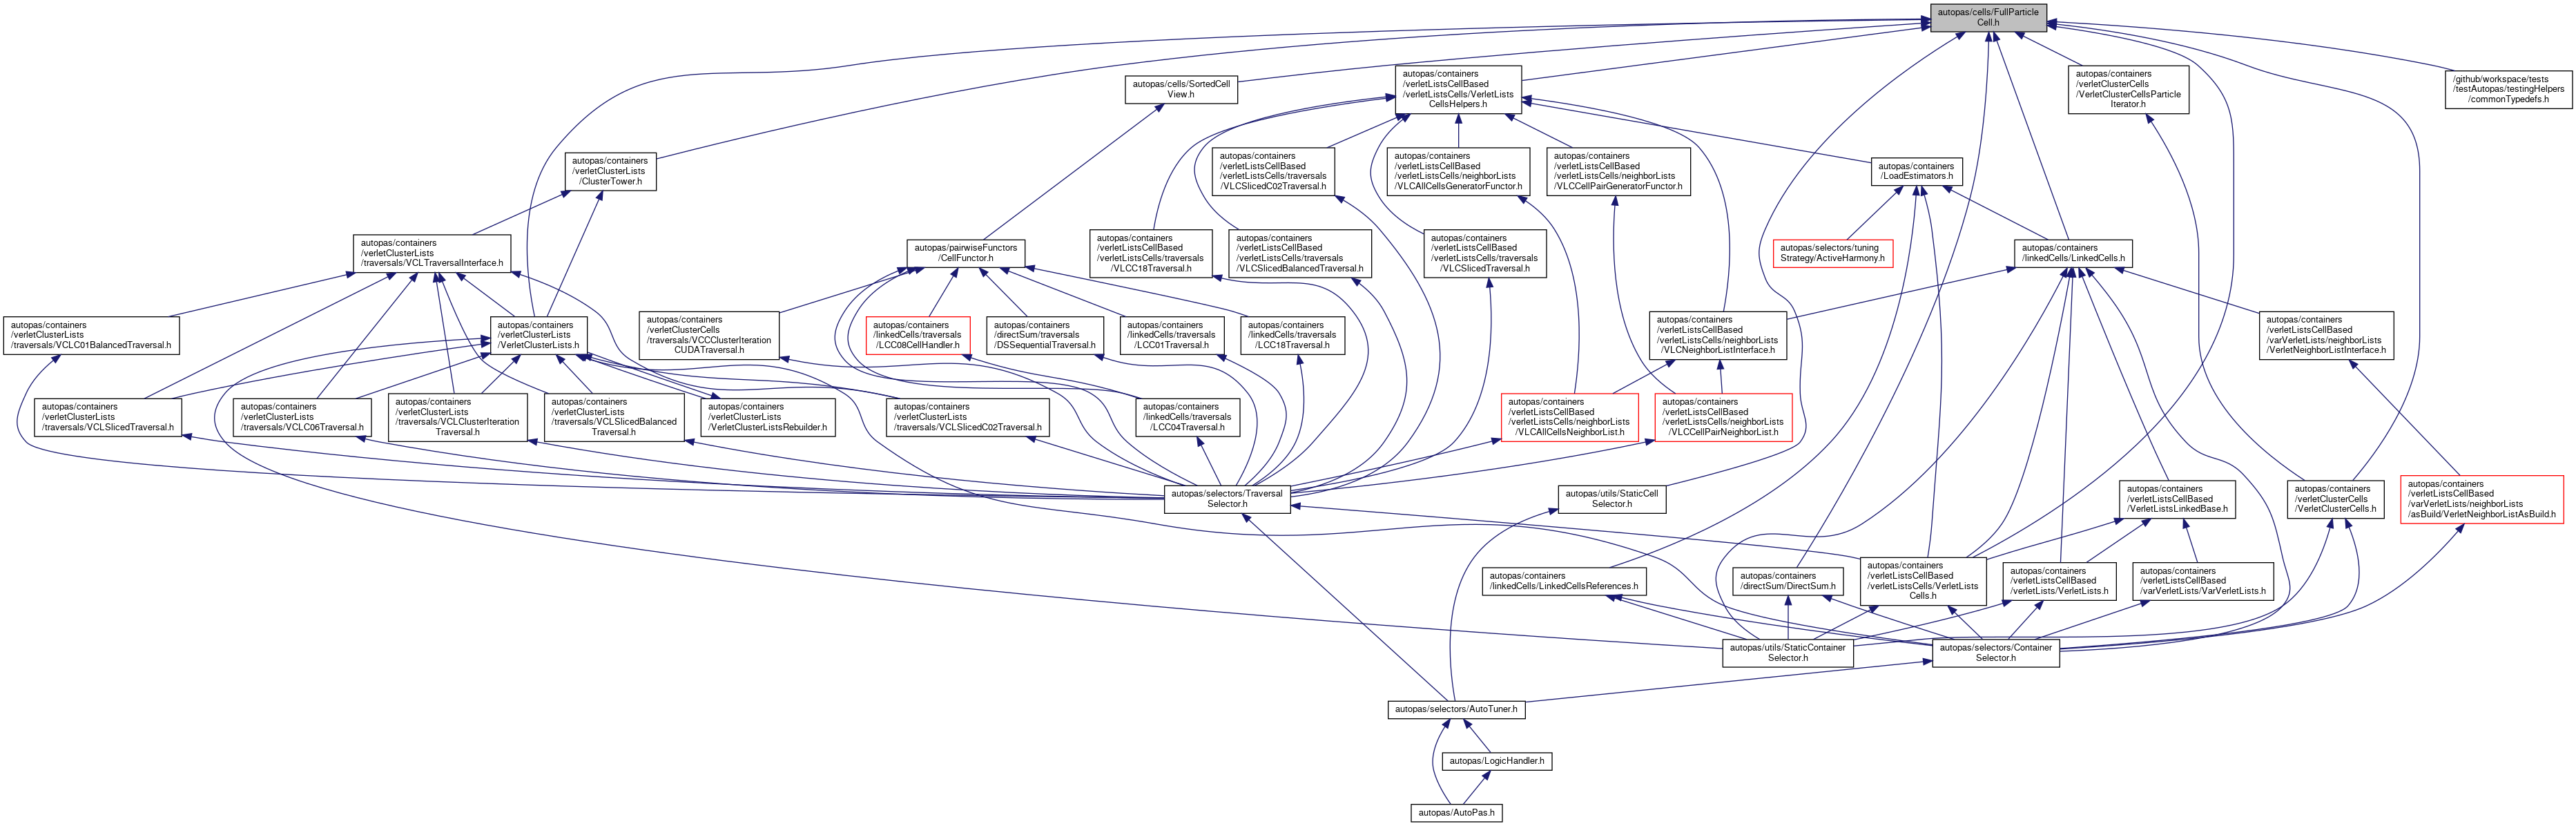 autopas/cells/FullParticle
Cell.h
autopas/cells/SortedCell
View.h
autopas/containers
/verletListsCellBased
/verletListsCells/VerletLists
CellsHelpers.h
autopas/containers
/verletClusterCells
/VerletClusterCellsParticle
Iterator.h
/github/workspace/tests
/testAutopas/testingHelpers
/commonTypedefs.h
autopas/containers
/verletClusterLists
/ClusterTower.h
autopas/containers
/verletListsCellBased
/verletListsCells/traversals
/VLCSlicedC02Traversal.h
autopas/containers
/verletListsCellBased
/verletListsCells/neighborLists
/VLCAllCellsGeneratorFunctor.h
autopas/containers
/verletListsCellBased
/verletListsCells/neighborLists
/VLCCellPairGeneratorFunctor.h
autopas/containers
/LoadEstimators.h
autopas/containers
/verletClusterLists
/traversals/VCLTraversalInterface.h
autopas/pairwiseFunctors
/CellFunctor.h
autopas/containers
/verletListsCellBased
/verletListsCells/traversals
/VLCC18Traversal.h
autopas/containers
/verletListsCellBased
/verletListsCells/traversals
/VLCSlicedBalancedTraversal.h
autopas/containers
/verletListsCellBased
/verletListsCells/traversals
/VLCSlicedTraversal.h
autopas/selectors/tuning
Strategy/ActiveHarmony.h
autopas/containers
/linkedCells/LinkedCells.h
autopas/containers
/verletClusterLists
/traversals/VCLC01BalancedTraversal.h
autopas/containers
/verletClusterLists
/VerletClusterLists.h
autopas/containers
/verletClusterCells
/traversals/VCCClusterIteration
CUDATraversal.h
autopas/containers
/linkedCells/traversals
/LCC08CellHandler.h
autopas/containers
/directSum/traversals
/DSSequentialTraversal.h
autopas/containers
/linkedCells/traversals
/LCC01Traversal.h
autopas/containers
/linkedCells/traversals
/LCC18Traversal.h
autopas/containers
/verletListsCellBased
/verletListsCells/neighborLists
/VLCNeighborListInterface.h
autopas/containers
/verletListsCellBased
/varVerletLists/neighborLists
/VerletNeighborListInterface.h
autopas/containers
/verletClusterLists
/traversals/VCLSlicedTraversal.h
autopas/containers
/verletClusterLists
/traversals/VCLC06Traversal.h
autopas/containers
/verletClusterLists
/traversals/VCLClusterIteration
Traversal.h
autopas/containers
/verletClusterLists
/traversals/VCLSlicedBalanced
Traversal.h
autopas/containers
/verletClusterLists
/VerletClusterListsRebuilder.h
autopas/containers
/verletClusterLists
/traversals/VCLSlicedC02Traversal.h
autopas/containers
/linkedCells/traversals
/LCC04Traversal.h
autopas/containers
/verletListsCellBased
/verletListsCells/neighborLists
/VLCAllCellsNeighborList.h
autopas/containers
/verletListsCellBased
/verletListsCells/neighborLists
/VLCCellPairNeighborList.h
autopas/selectors/Traversal
Selector.h
autopas/utils/StaticCell
Selector.h
autopas/containers
/verletListsCellBased
/VerletListsLinkedBase.h
autopas/containers
/verletClusterCells
/VerletClusterCells.h
autopas/containers
/verletListsCellBased
/varVerletLists/neighborLists
/asBuild/VerletNeighborListAsBuild.h
autopas/containers
/linkedCells/LinkedCellsReferences.h
autopas/containers
/directSum/DirectSum.h
autopas/containers
/verletListsCellBased
/verletListsCells/VerletLists
Cells.h
autopas/containers
/verletListsCellBased
/verletLists/VerletLists.h
autopas/containers
/verletListsCellBased
/varVerletLists/VarVerletLists.h
autopas/utils/StaticContainer
Selector.h
autopas/selectors/Container
Selector.h
autopas/selectors/AutoTuner.h
autopas/LogicHandler.h
autopas/AutoPas.h